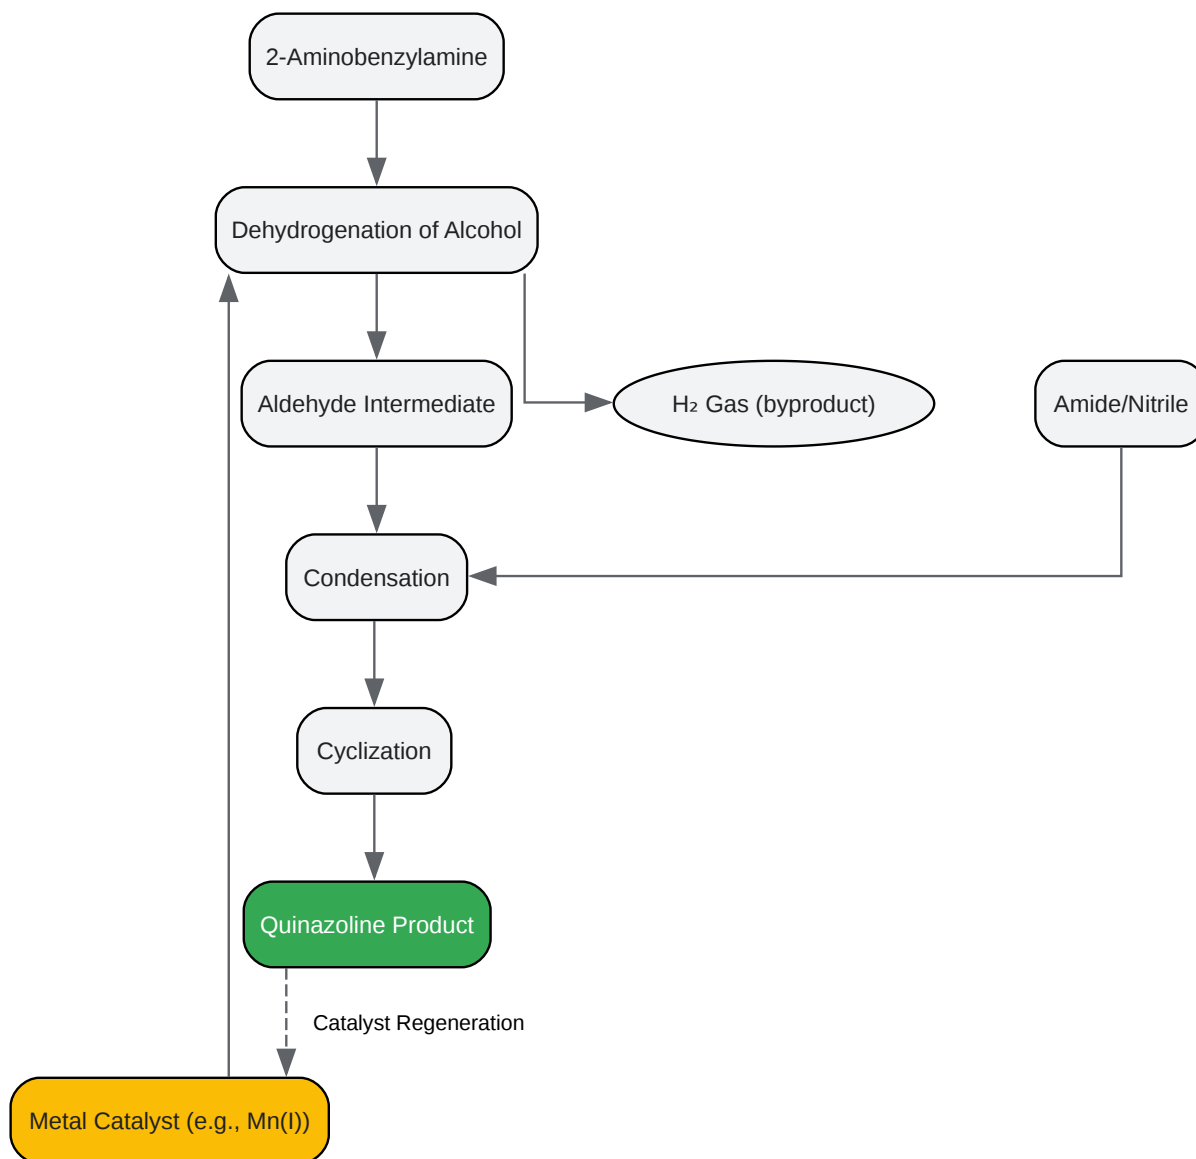 2-Aminobenzylamine
Dehydrogenation of Alcohol
Aldehyde Intermediate
H₂ Gas (byproduct)
Amide/Nitrile
Condensation
Cyclization
Quinazoline Product
Catalyst Regeneration
Metal Catalyst (e.g., Mn(I))